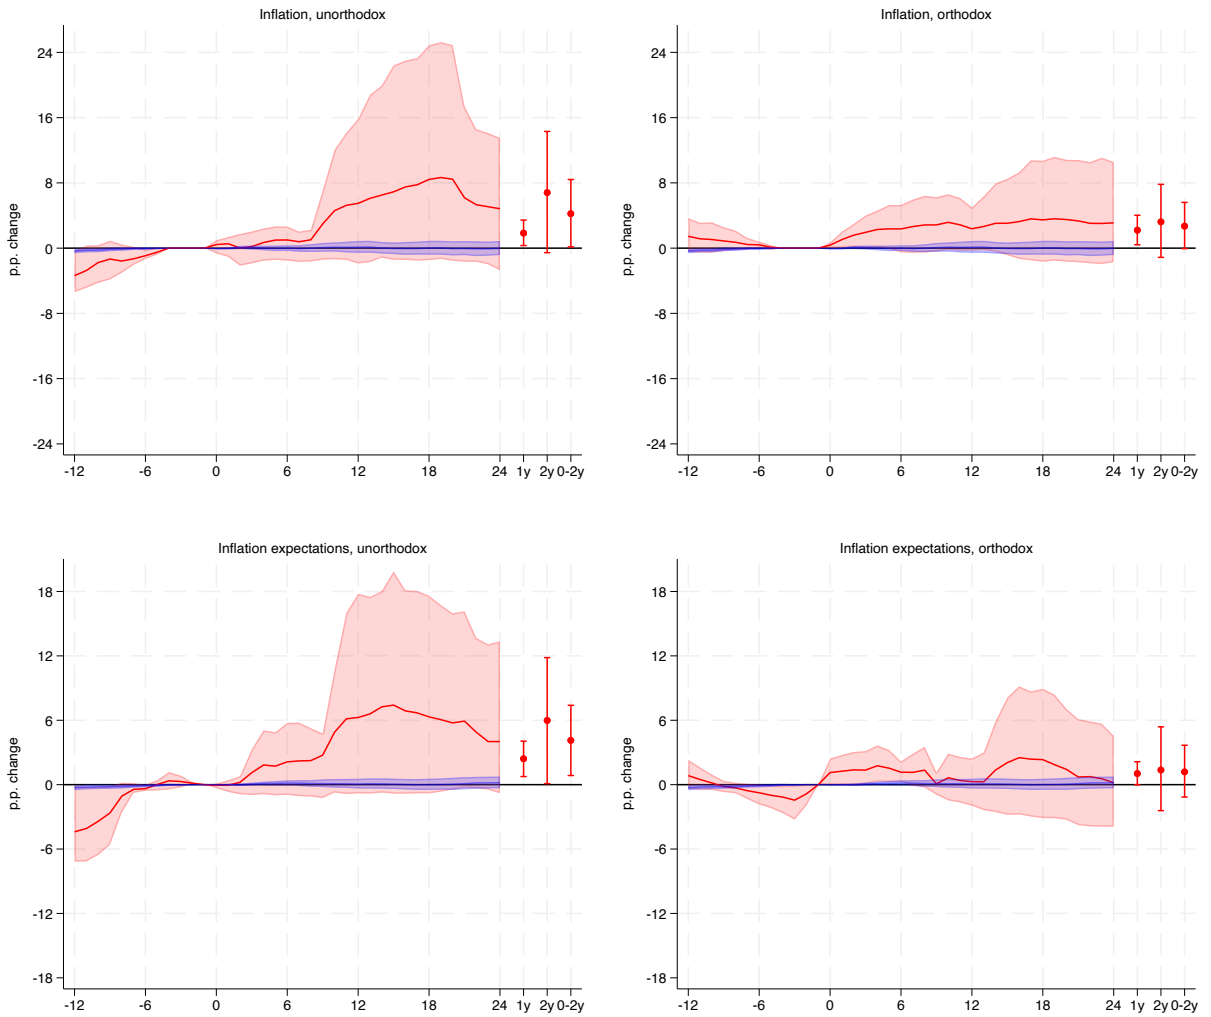 Inflation, unorthodox
24
16
8
0
-8
-16
-24
p.p. change
-12 -6 0 6 12 18 24 1y 2y 0-2y
Inflation, orthodox
24
16
8
0
-8
-16
-24
p.p. change
-12 -6 0 6 12 18 24 1y 2y 0-2y
Inflation expectations, unorthodox
18
12
6
0
-6
-12
-18
p.p. change
-12 -6 0 6 12 18 24 1y 2y 0-2y
Inflation expectations, orthodox
18
12
6
0
-6
-12
-18
p.p. change
-12 -6 0 6 12 18 24 1y 2y 0-2y